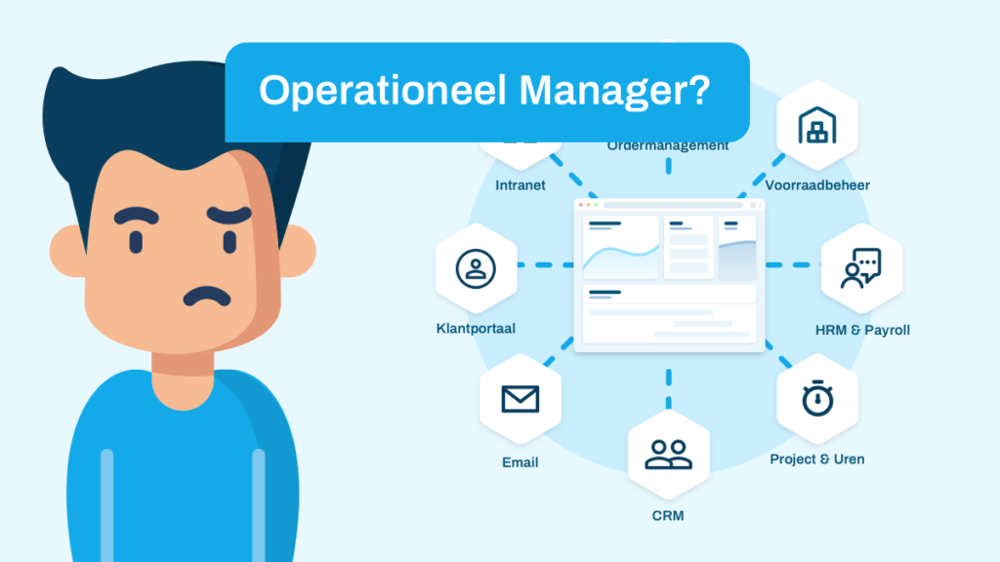 Operationeel Manager?
Ordermanagement
Intranet
Voorraadbeheer
Klantportaal
HRM & Payroll
Email
Project & Uren
CRM